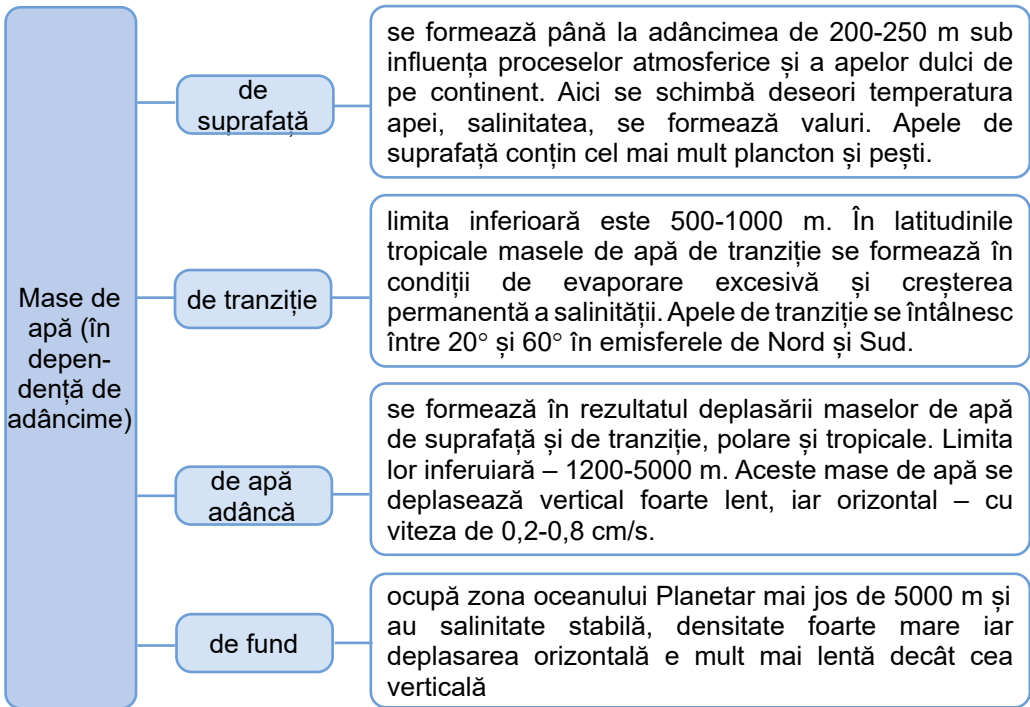 Mase de
apă (în
depen-
dență de
adâncime)
de
suprafață
se formează până la adâncimea de 200-250 m sub
influența proceselor atmosferice și a apelor dulci de
pe continent. Aici se schimbă deseori temperatura
apei, salinitatea, se formează valuri. Apele de
suprafață conțin cel mai mult plancton și pești.
de tranziție
limita inferioară este 500-1000 m. În latitudinile
tropicale masele de apă de tranziție se formează în
condiții de evaporare excesivă și creșterea
permanentă a salinității. Apele de tranziție se întâlnesc
între 20° și 60° în emisferele de Nord și Sud.
de apă
adâncă
se formează în rezultatul deplasării maselor de apă
de suprafață și de tranziție, polare și tropicale. Limita
lor inferuiară – 1200-5000 m. Aceste mase de apă se
deplasează vertical foarte lent, iar orizontal – cu
viteza de 0,2-0,8 cm/s.
de fund
ocupă zona oceanului Planetar mai jos de 5000 m și
au salinitate stabilă, densitate foarte mare iar
deplasarea orizontală e mult mai lentă decât cea
verticală